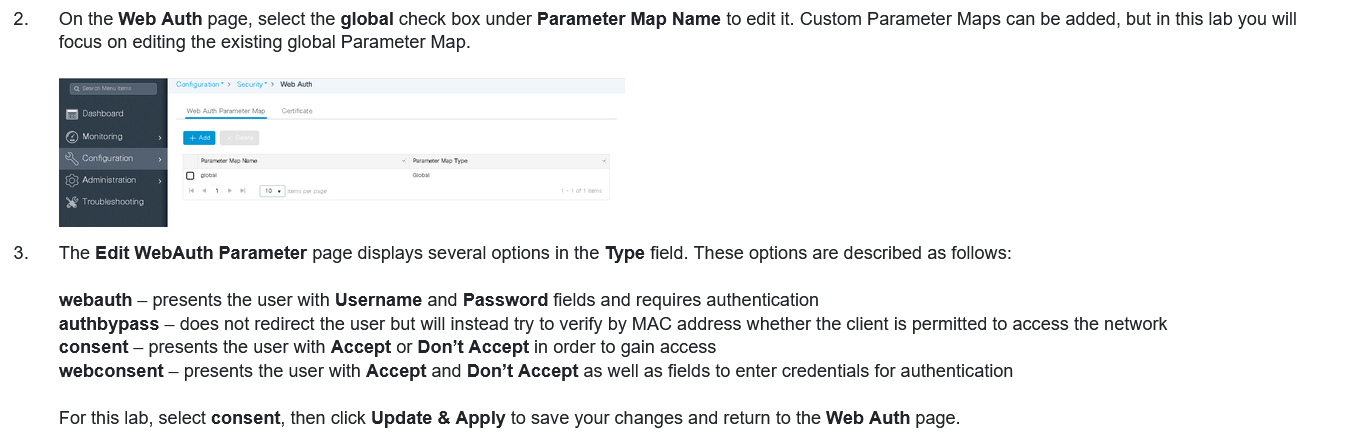 2. On the Web Auth page, select the global check box under Parameter Map Name to edit it. Custom Parameter Maps can be added, but in this lab you will
focus on editing the existing global Parameter Map.
Search Menu Items
Configuration > Security > Web Auth
Dashboard
Web Auth Parameter Map Certificate
Monitoring
+ Add × Delete
Configuration
Parameter Map Name Parameter Map Type
Administration
global Global
1 10 items per page 1 - 1 of 1 items
Troubleshooting
3. The Edit WebAuth Parameter page displays several options in the Type field. These options are described as follows:
webauth – presents the user with Username and Password fields and requires authentication
authbypass – does not redirect the user but will instead try to verify by MAC address whether the client is permitted to access the network
consent – presents the user with Accept or Don’t Accept in order to gain access
webconsent – presents the user with Accept and Don’t Accept as well as fields to enter credentials for authentication
For this lab, select consent, then click Update & Apply to save your changes and return to the Web Auth page.